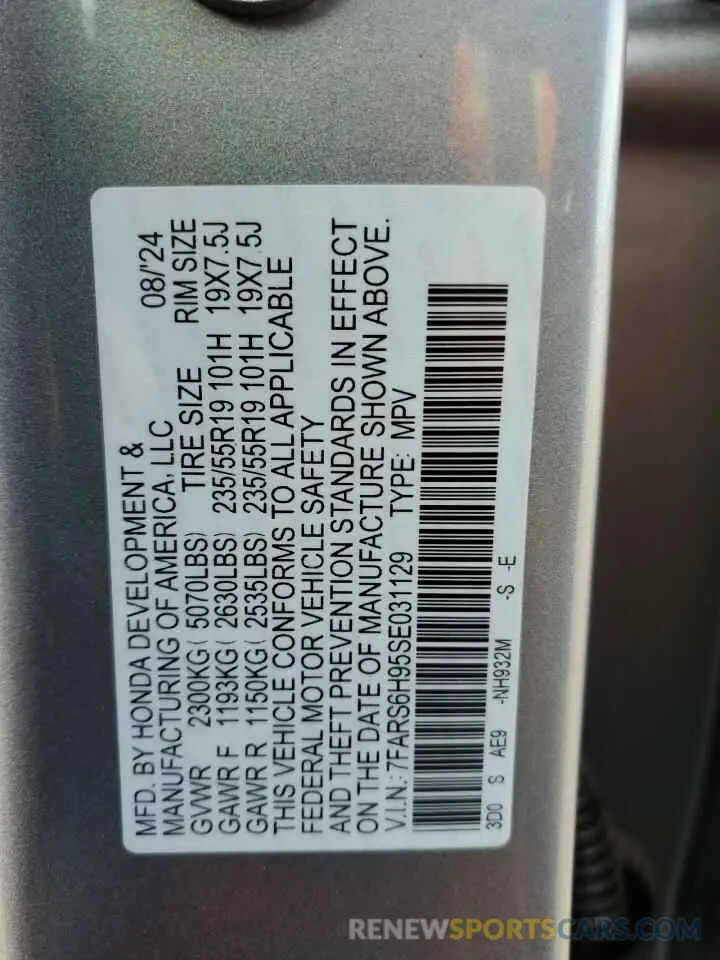 MFD. BY HONDA DEVELOPMENT & 08/'24
MANUFACTURING OF AMERICA, LLC
GVWR 2300KG( 5070LBS) TIRE SIZE RIM SIZE
GAWR F 1193KG( 2630LBS) 235/55R19 101H 19X7.5J
GAWR R 1150KG( 2535LBS) 235/55R19 101H 19X7.5J
THIS VEHICLE CONFORMS TO ALL APPLICABLE
FEDERAL MOTOR VEHICLE SAFETY
AND THEFT PREVENTION STANDARDS IN EFFECT
ON THE DATE OF MANUFACTURE SHOWN ABOVE.
V.I.N.: 7FARS6H95SE031129 TYPE: MPV
3D0 S AE9 -NH932M -S -E
RENEWSPORTSCARS.COM